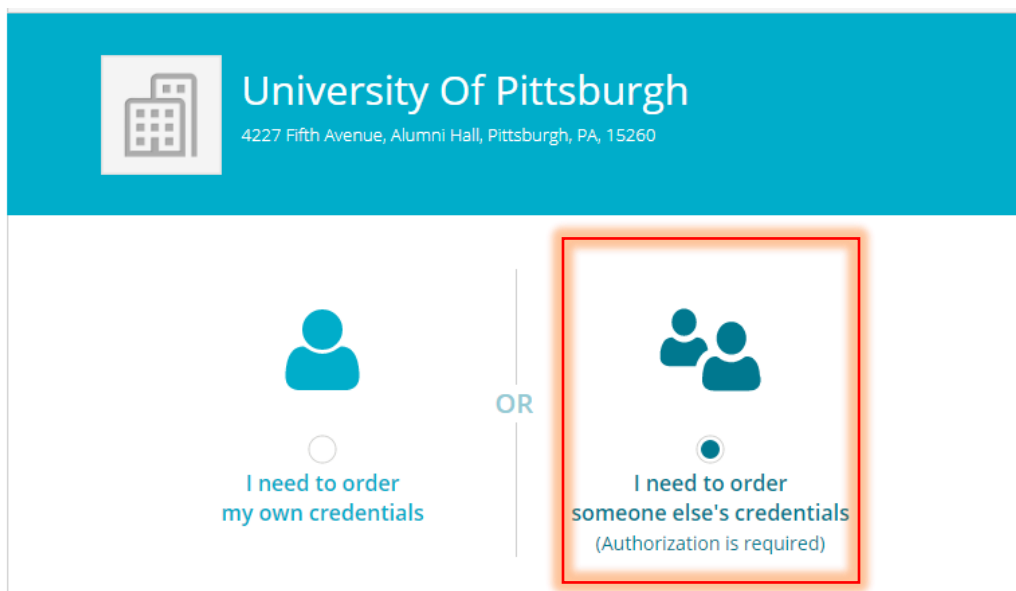 University Of Pittsburgh
4227 Fifth Avenue, Alumni Hall, Pittsburgh, PA, 15260
I need to order
my own credentials
OR
I need to order
someone else's credentials
(Authorization is required)